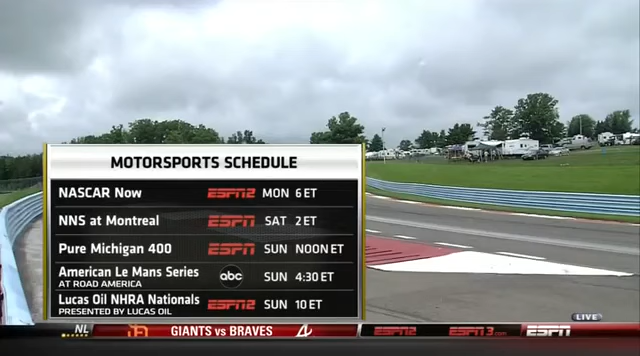 MOTORSPORTS SCHEDULE
NASCAR Now ESPN2 MON 6 ET
NNS at Montreal ESPN SAT 2 ET
Pure Michigan 400 ESPN SUN NOON ET
American Le Mans Series abc SUN 4:30 ET
AT ROAD AMERICA
Lucas Oil NHRA Nationals ESPN2 SUN 10 ET
PRESENTED BY LUCAS OIL
LIVE
NL GIANTS vs BRAVES ESPN2 ESPN3.com ESPN